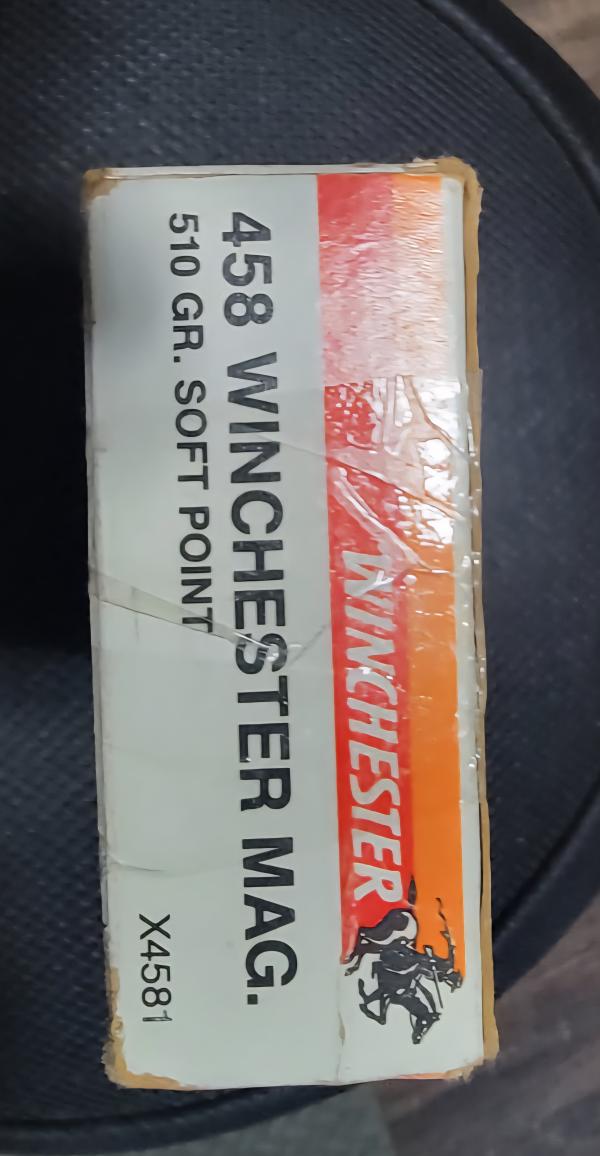 WINCHESTER
458 WINCHESTER MAG.
510 GR. SOFT POINT
X4581